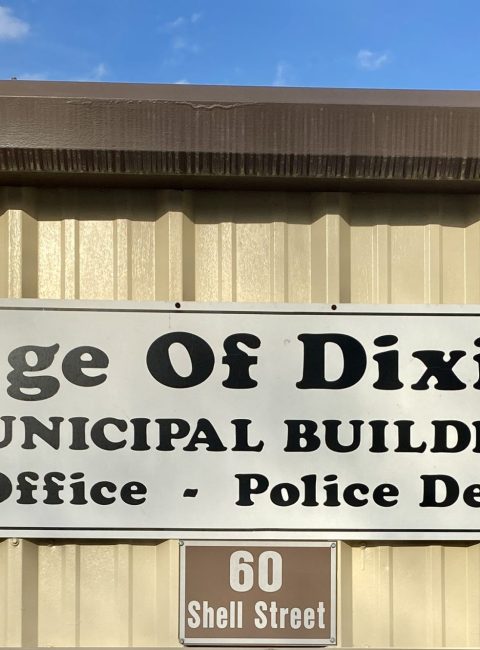 ge Of Dixi
UNICIPAL BUILD
Office - Police De
60
Shell Street